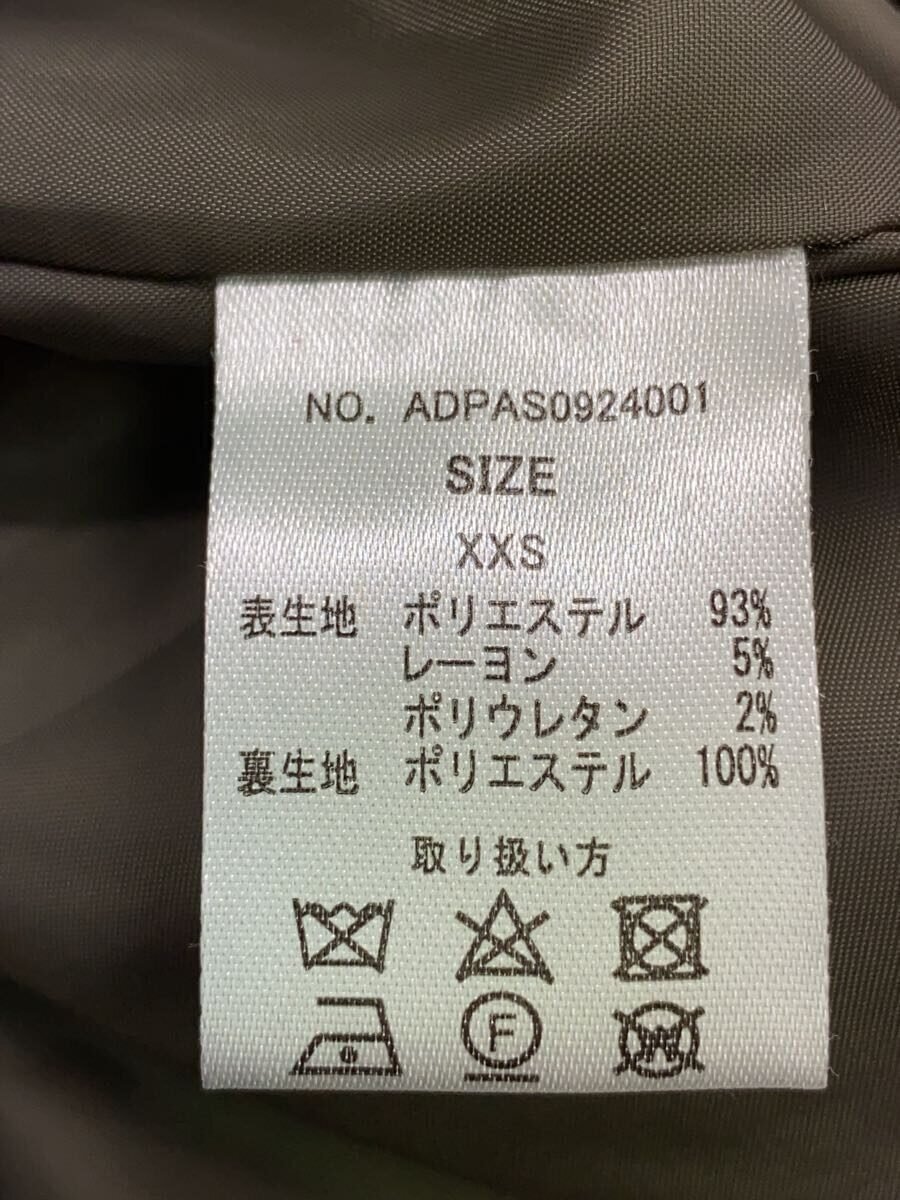 NO. ADPAS0924001
SIZE
XXS
表生地 ポリエステル 93%
レーヨン 5%
ポリウレタン 2%
裏生地 ポリエステル 100%
取り扱い方
F
W